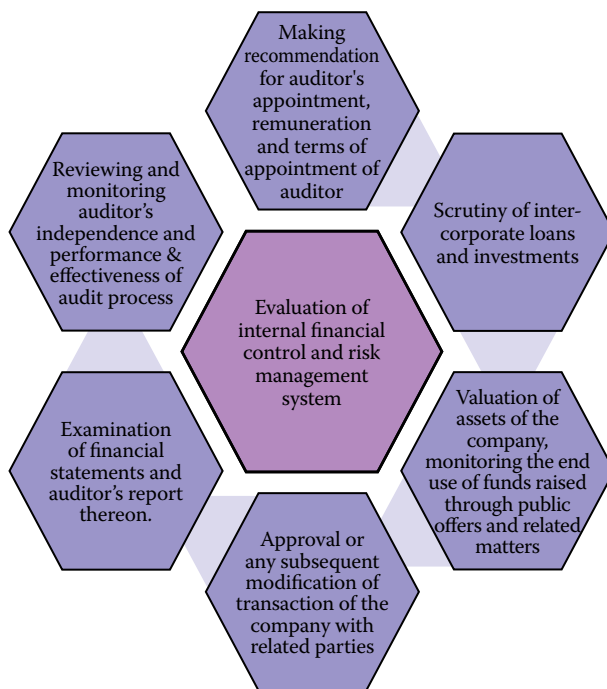 Making
recommendation
for auditor's
appointment,
remuneration
and terms of
appointment of
auditor
Reviewing and
monitoring
auditor’s
independence and
performance &
effectiveness of
audit process
Scrutiny of inter-
corporate loans
and investments
Evaluation of
internal financial
control and risk
management
system
Examination
of financial
statements and
auditor’s report
thereon.
Valuation of
assets of the
company,
monitoring the end
use of funds raised
through public
offers and related
matters
Approval or
any subsequent
modification of
transaction of the
company with
related parties